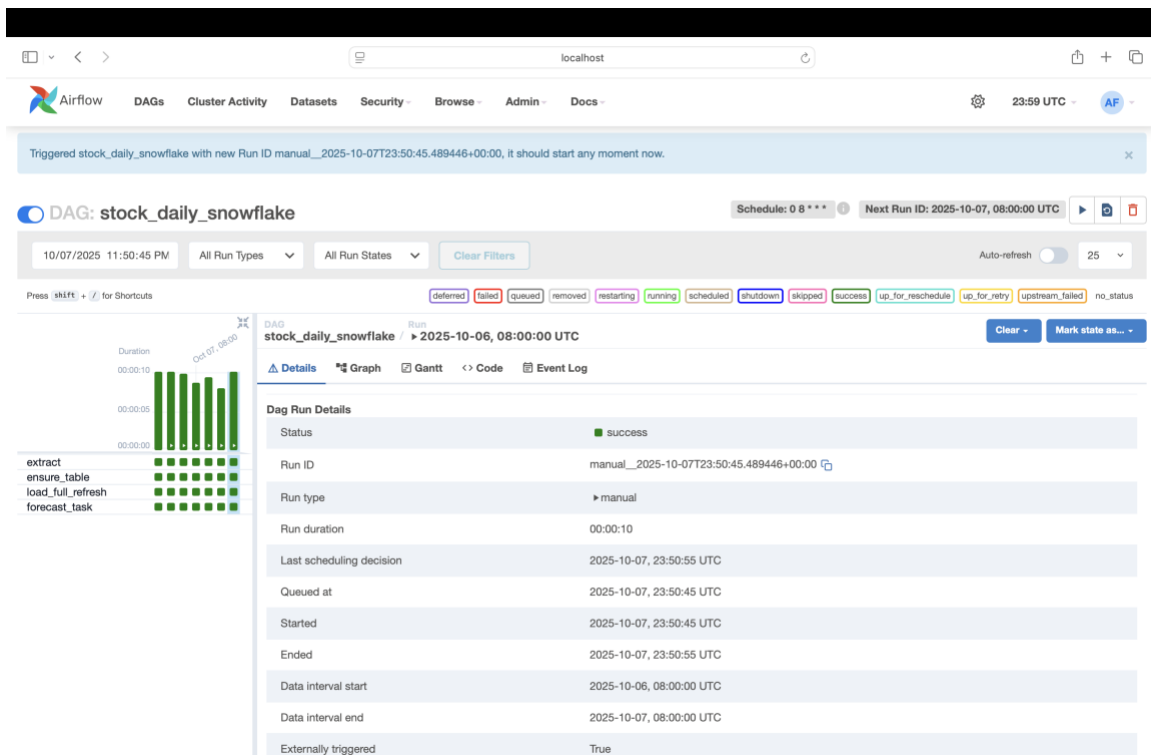 localhost
Airflow DAGs Cluster Activity Datasets Security Browse Admin Docs 23:59 UTC AF
Triggered stock_daily_snowflake with new Run ID manual__2025-10-07T23:50:45.489446+00:00, it should start any moment now. ×
DAG: stock_daily_snowflake Schedule: 0 8 * * * i Next Run ID: 2025-10-07, 08:00:00 UTC
10/07/2025 11:50:45 PM All Run Types All Run States Clear Filters Auto-refresh 25
Press shift + / for Shortcuts deferred failed queued removed restarting running scheduled shutdown skipped success up_for_reschedule up_for_retry upstream_failed no_status
DAG Run
stock_daily_snowflake / 2025-10-06, 08:00:00 UTC Clear Mark state as...
Oct 07, 08:00
Duration
00:00:10
00:00:05
00:00:00
extract
ensure_table
load_full_refresh
forecast_task
Details Graph Gantt <> Code Event Log
Dag Run Details
Status success
Run ID manual__2025-10-07T23:50:45.489446+00:00
Run type manual
Run duration 00:00:10
Last scheduling decision 2025-10-07, 23:50:55 UTC
Queued at 2025-10-07, 23:50:45 UTC
Started 2025-10-07, 23:50:45 UTC
Ended 2025-10-07, 23:50:55 UTC
Data interval start 2025-10-06, 08:00:00 UTC
Data interval end 2025-10-07, 08:00:00 UTC
Externally triggered True